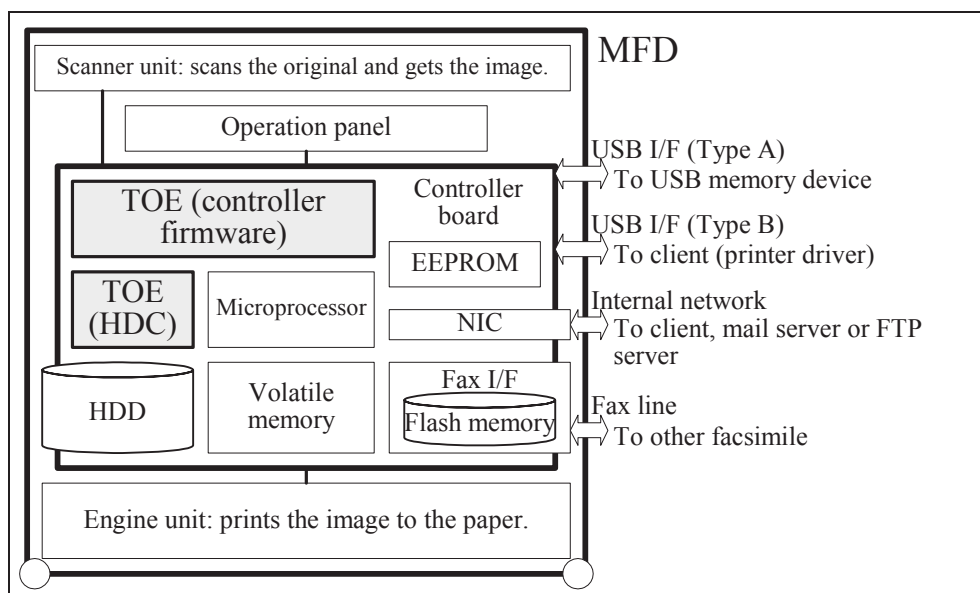 MFD
Scanner unit: scans the original and gets the image.
Operation panel
TOE (controller
firmware)
Controller
board
EEPROM
TOE
(HDC)
Microprocessor
NIC
HDD
Volatile
memory
Fax I/F
Flash memory
Engine unit: prints the image to the paper.
USB I/F (Type A)
To USB memory device
USB I/F (Type B)
To client (printer driver)
Internal network
To client, mail server or FTP
server
Fax line
To other facsimile